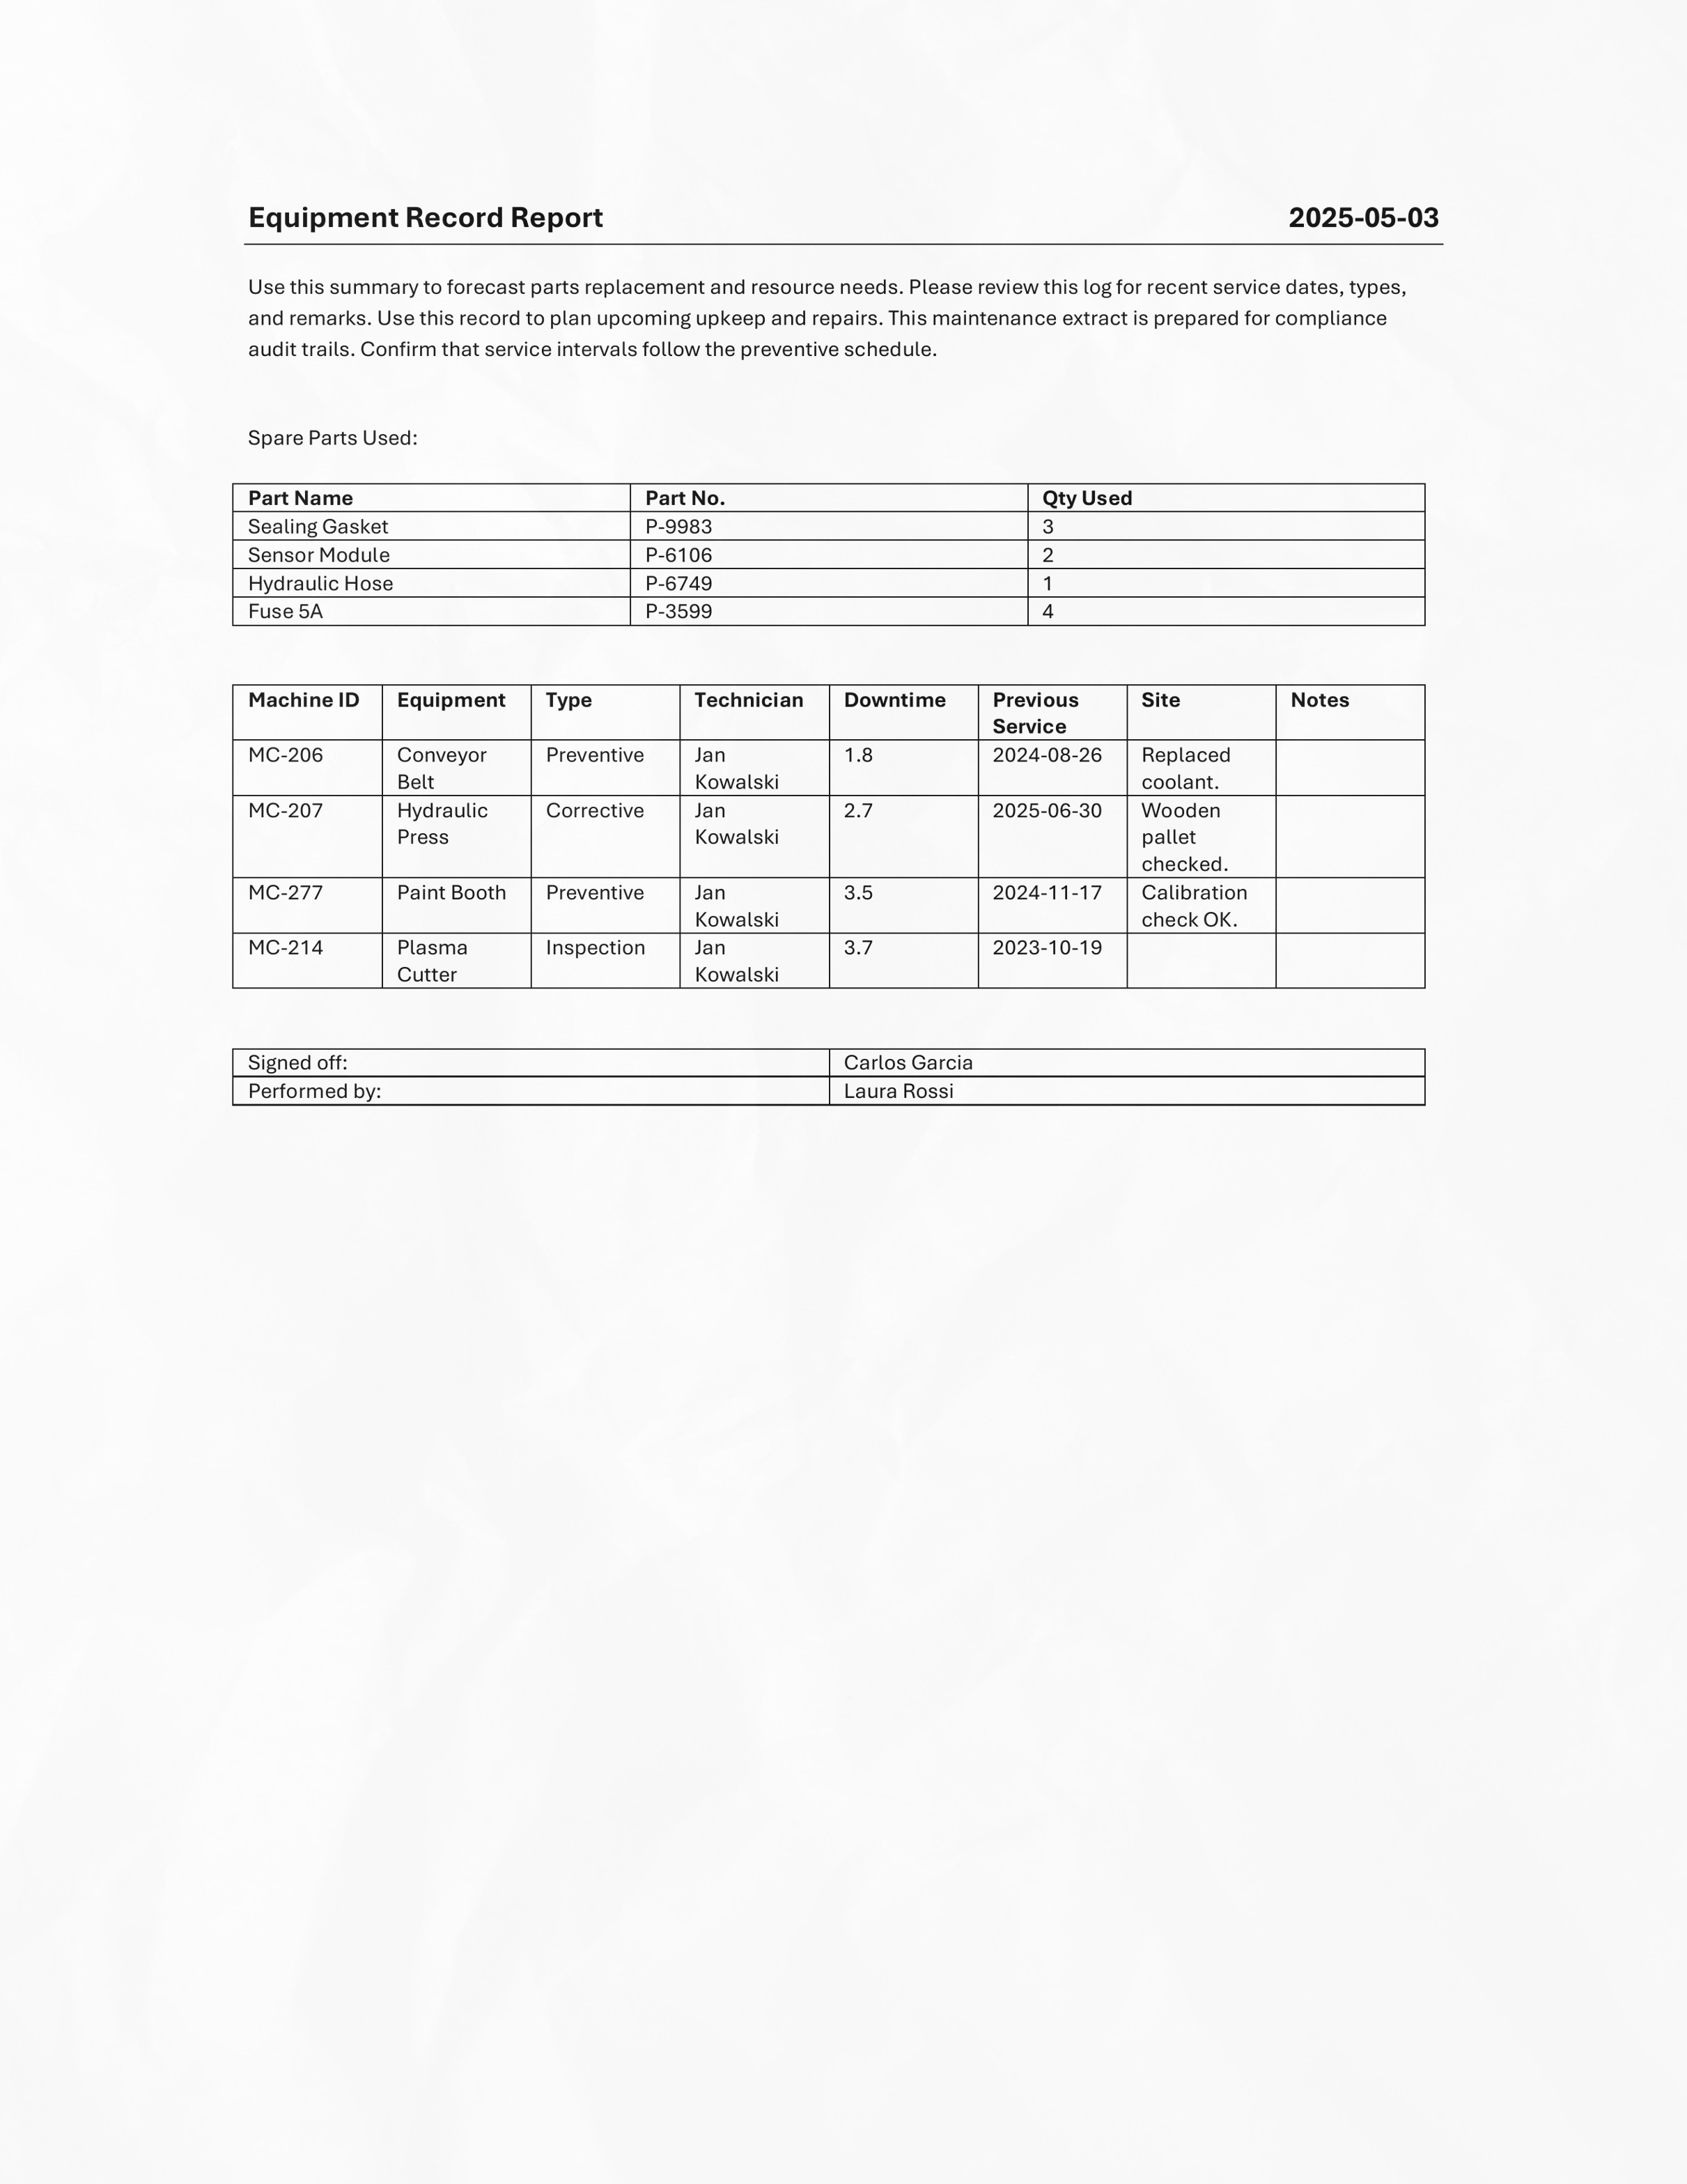 Equipment Record Report 2025-05-03
Use this summary to forecast parts replacement and resource needs. Please review this log for recent service dates, types,
and remarks. Use this record to plan upcoming upkeep and repairs. This maintenance extract is prepared for compliance
audit trails. Confirm that service intervals follow the preventive schedule.
Spare Parts Used:
Part Name Part No. Qty Used
Sealing Gasket P-9983 3
Sensor Module P-6106 2
Hydraulic Hose P-6749 1
Fuse 5A P-3599 4
Machine ID Equipment Type Technician Downtime Previous Site Notes
Service
MC-206 Conveyor Preventive Jan 1.8 2024-08-26 Replaced
Belt Kowalski coolant.
MC-207 Hydraulic Corrective Jan 2.7 2025-06-30 Wooden
Press Kowalski pallet
checked.
MC-277 Paint Booth Preventive Jan 3.5 2024-11-17 Calibration
Kowalski check OK.
MC-214 Plasma Inspection Jan 3.7 2023-10-19
Cutter Kowalski
Signed off: Carlos Garcia
Performed by: Laura Rossi